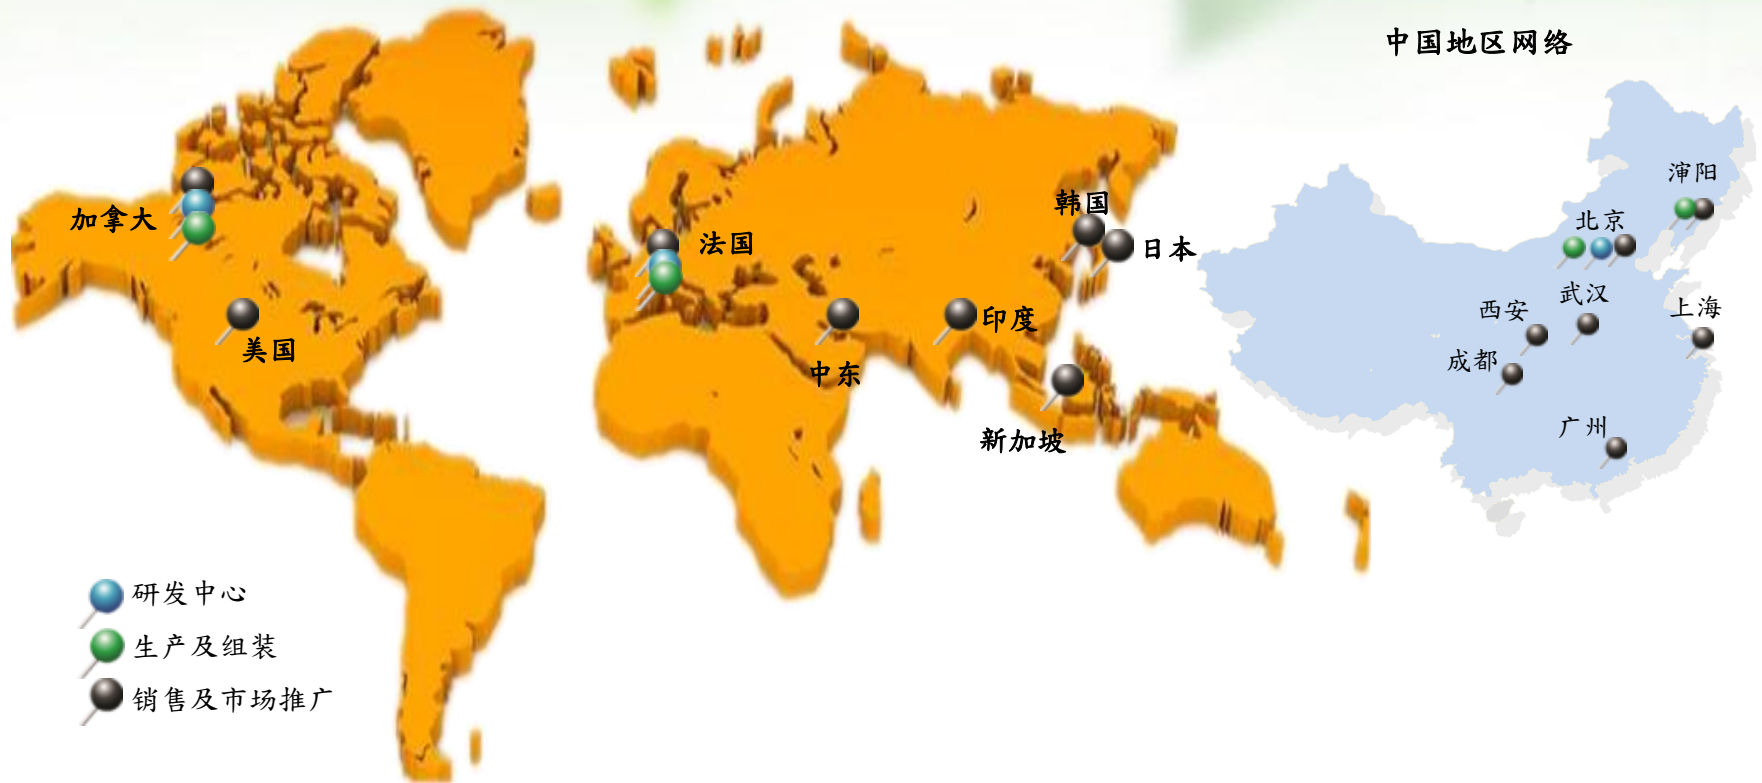 中国地区网络
渖阳
韩国
加拿大
法国
日本
北京
武汉
西安
上海
印度
美国
成都
中东
广州
新加坡
研发中心
生产及组装
销售及市场推广